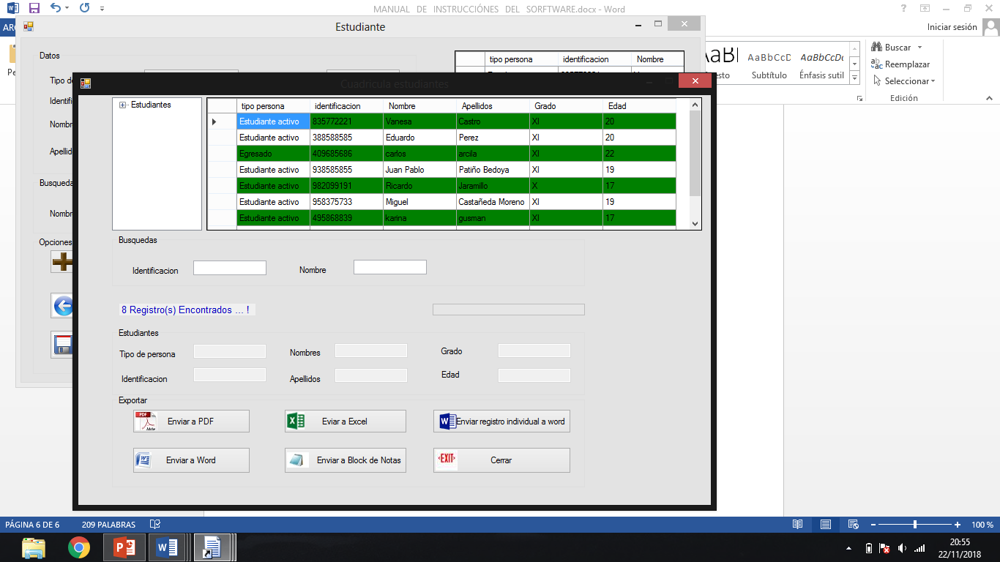 MANUAL DE INSTRUCCIÓNES DEL SORFTWARE.docx - Word
Iniciar sesión
Estudiante
Datos
tipo persona identificacion Nombre
Tipo de
Identifi
Nombr
Apellid
Busqueda
Nombr
Opciones
AaBbCcD AaBbCcDc
Subtítulo Énfasis sutil
Buscar
Reemplazar
Seleccionar
Edición
Cuadricula estudiantes
Estudiantes
tipo persona identificacion Nombre Apellidos Grado Edad
Estudiante activo 835772221 Vanesa Castro XI 20
Estudiante activo 388588585 Eduardo Perez XI 20
Egresado 409685686 carlos arcila XI 22
Estudiante activo 938585855 Juan Pablo Patiño Bedoya XI 19
Estudiante activo 982099191 Ricardo Jaramillo X 17
Estudiante activo 958375733 Miguel Castañeda Moreno XI 19
Estudiante activo 495868839 karina gusman XI 17
Busquedas
Identificacion Nombre
8 Registro(s) Encontrados ... !
Estudiantes
Tipo de persona Nombres Grado
Identificacion Apellidos Edad
Exportar
PDF Enviar a PDF Eviar a Excel Enviar registro individual a word
Enviar a Word Enviar a Block de Notas EXIT Cerrar
PÁGINA 6 DE 6 209 PALABRAS 100 %
20:55
22/11/2018